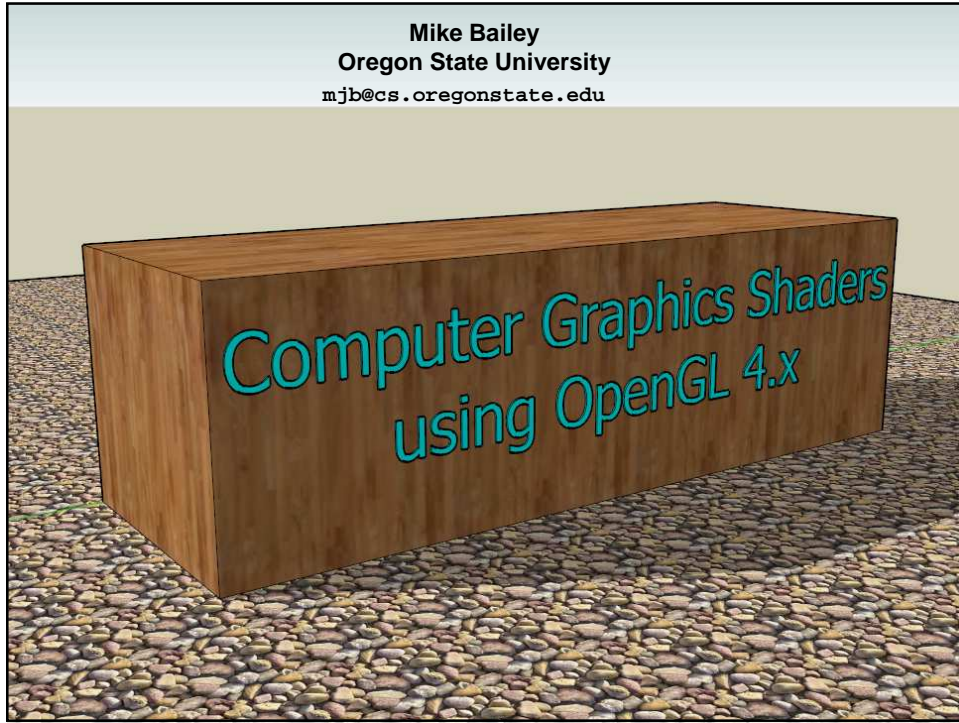 Mike Bailey
Oregon State University
mjb@cs.oregonstate.edu
Computer Graphics Shaders
using OpenGL 4.x